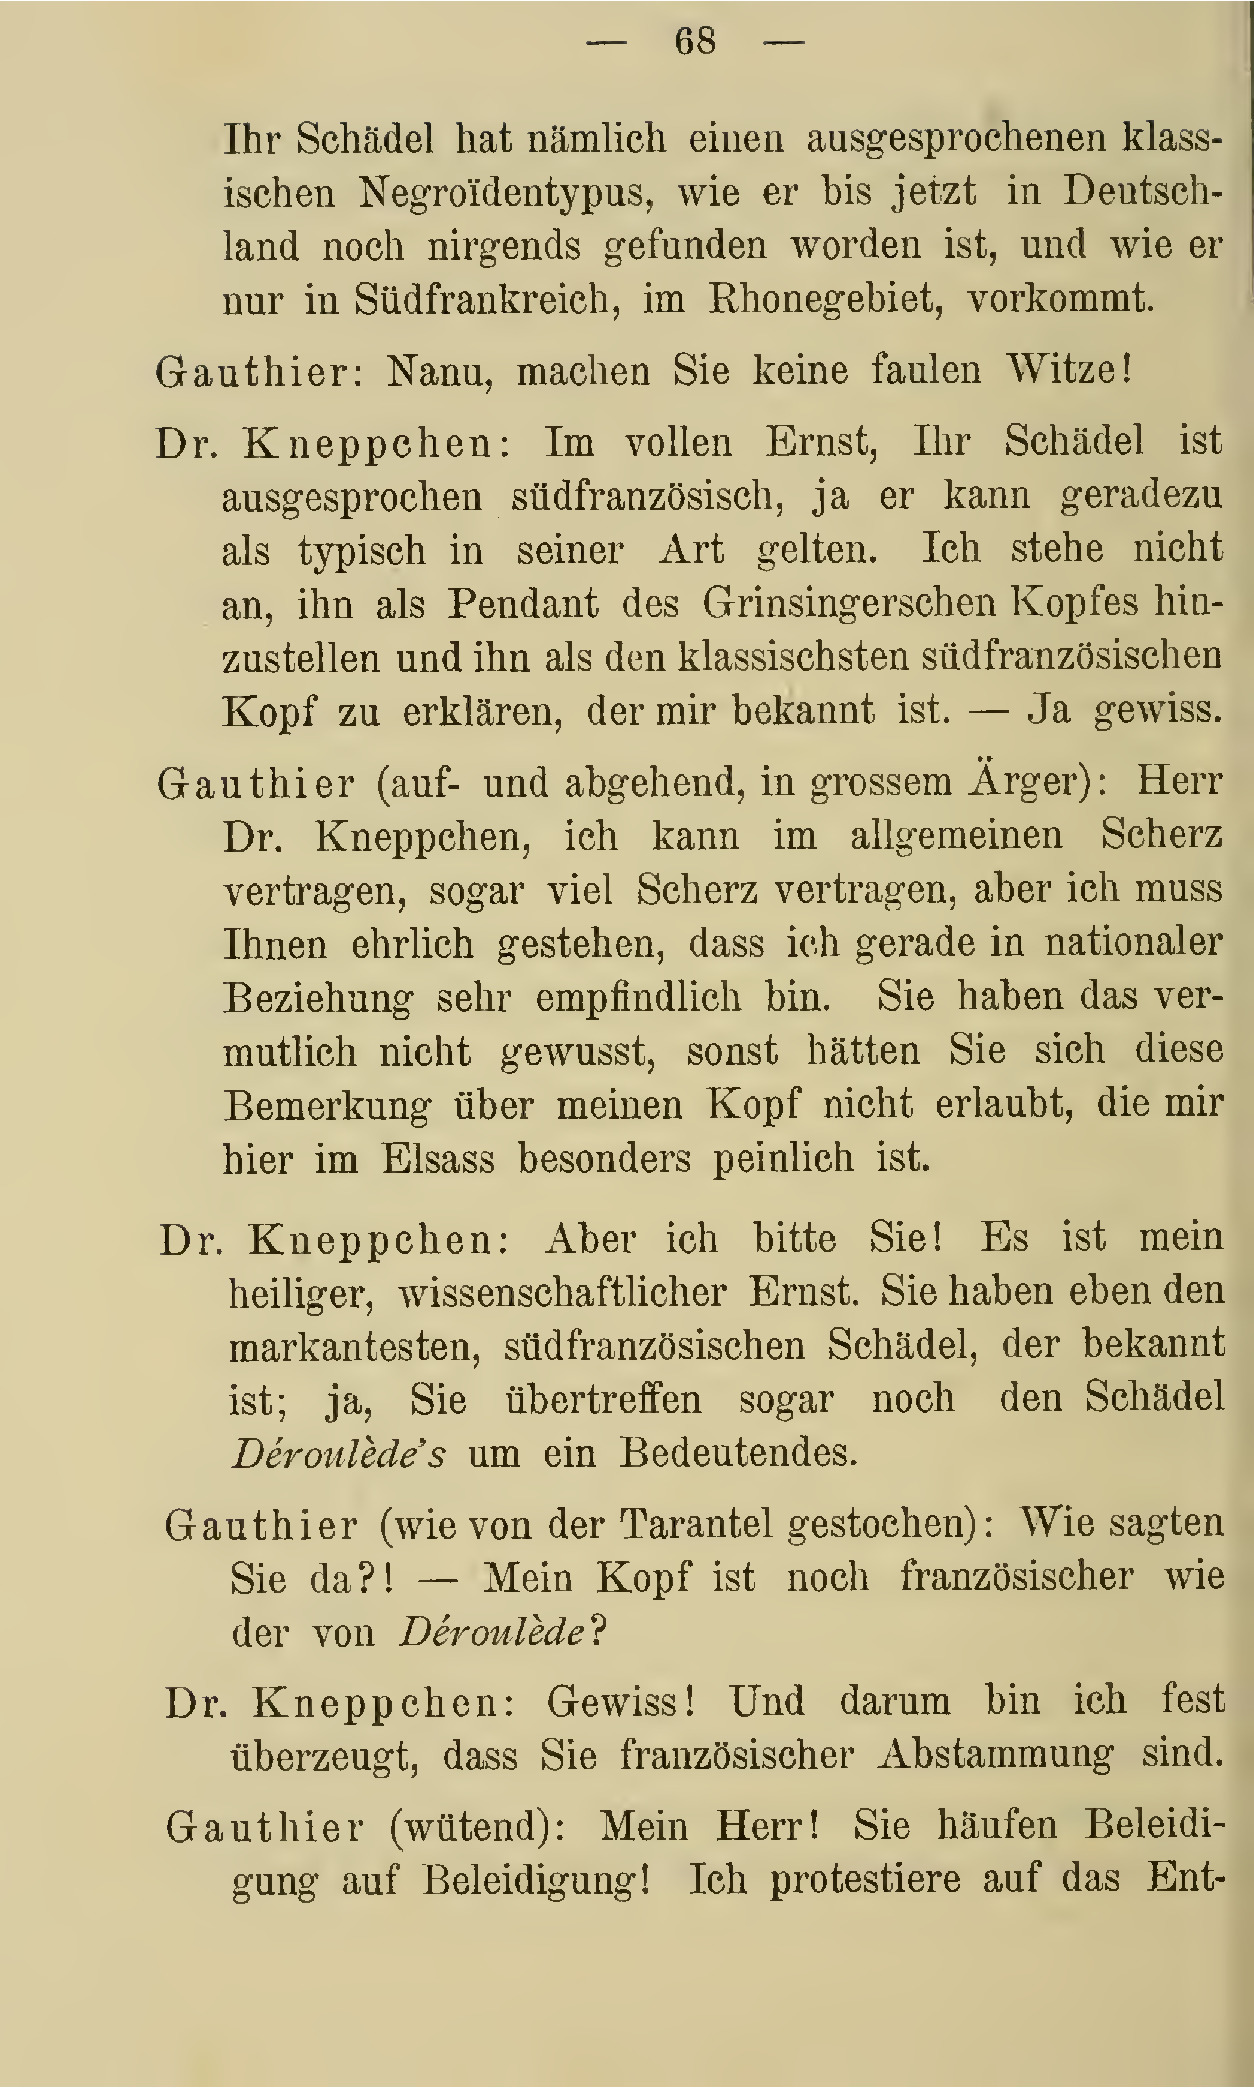 — 68 —
Ihr Schädel hat nämlich einen ausgesprochenen klass-
ischen Negroïdentypus, wie er bis jetzt in Deutsch-
land noch nirgends gefunden worden ist, und wie er
nur in Südfrankreich, im Rhonegebiet, vorkommt.
Gauthier: Nanu, machen Sie keine faulen Witze!
Dr. Kneppchen: Im vollen Ernst, Ihr Schädel ist
ausgesprochen südfranzösisch, ja er kann geradezu
als typisch in seiner Art gelten. Ich stehe nicht
an, ihn als Pendant des Grinsingerschen Kopfes hin-
zustellen und ihn als den klassischsten südfranzösischen
Kopf zu erklären, der mir bekannt ist. — Ja gewiss.
Gauthier (auf- und abgehend, in grossem Ärger): Herr
Dr. Kneppchen, ich kann im allgemeinen Scherz
vertragen, sogar viel Scherz vertragen, aber ich muss
Ihnen ehrlich gestehen, dass ich gerade in nationaler
Beziehung sehr empfindlich bin. Sie haben das ver-
mutlich nicht gewusst, sonst hätten Sie sich diese
Bemerkung über meinen Kopf nicht erlaubt, die mir
hier im Elsass besonders peinlich ist.
Dr. Kneppchen: Aber ich bitte Sie! Es ist mein
heiliger, wissenschaftlicher Ernst. Sie haben eben den
markantesten, südfranzösischen Schädel, der bekannt
ist; ja, Sie übertreffen sogar noch den Schädel
Déroulède's um ein Bedeutendes.
Gauthier (wie von der Tarantel gestochen): Wie sagten
Sie da?! — Mein Kopf ist noch französischer wie
der von Déroulède?
Dr. Kneppchen: Gewiss! Und darum bin ich fest
überzeugt, dass Sie französischer Abstammung sind.
Gauthier (wütend): Mein Herr! Sie häufen Beleidi-
gung auf Beleidigung! Ich protestiere auf das Ent-